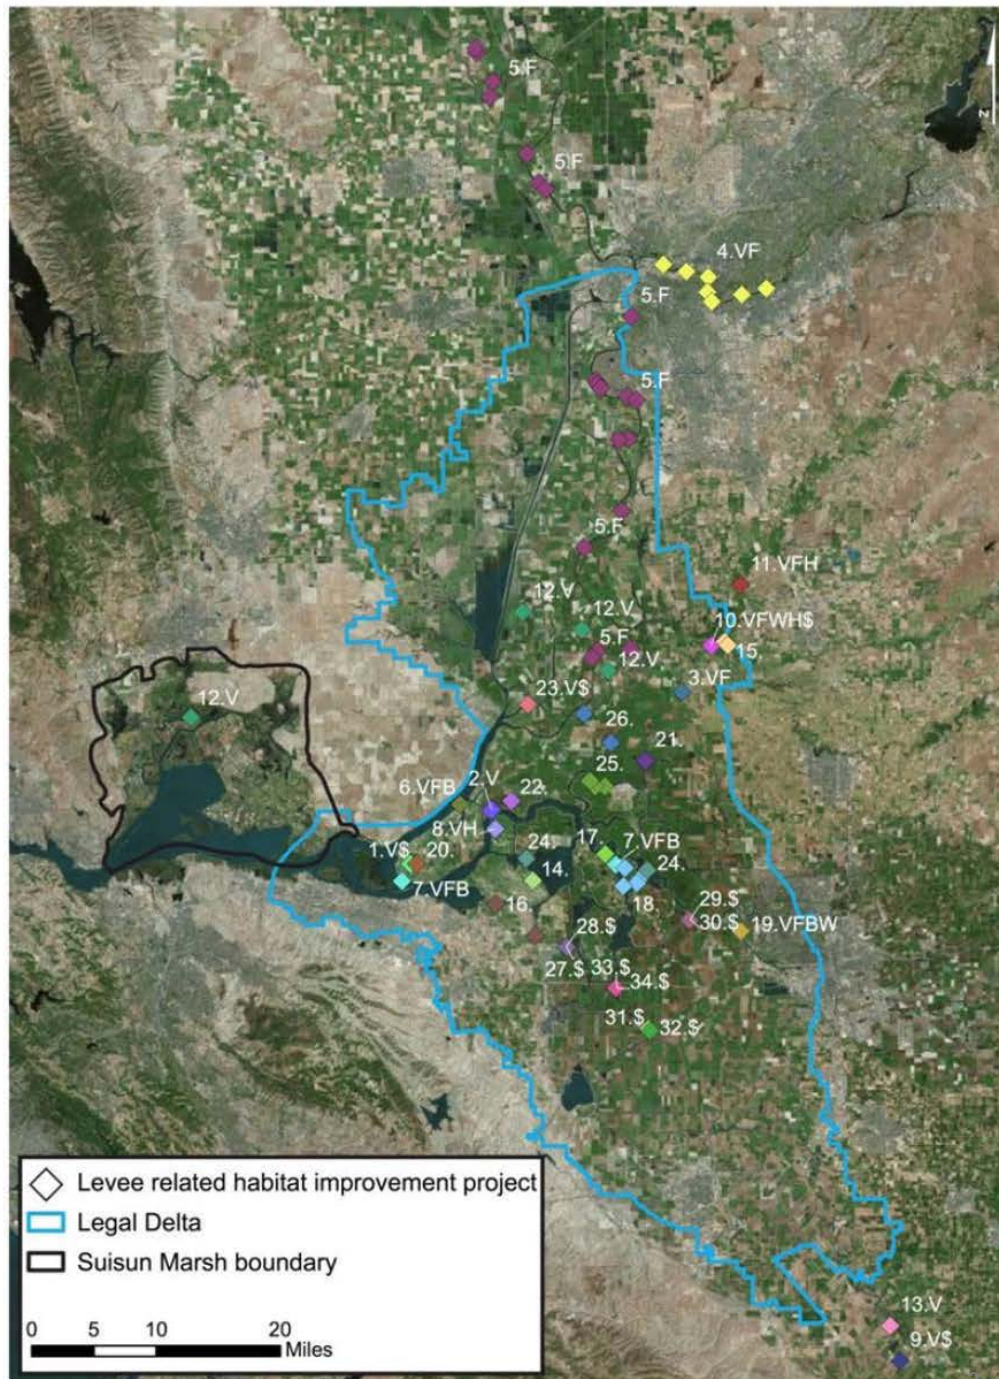 5.F
5.F
4.VF
5.F
5.F
5.F
11.VFH
12.V
12.V
10.VFWH$
5.F
15.
12.V
3.VF
12.V
23.V$
26.
21.
25.
2.V
6.VFB
22.
8.VH
17.
7.VFB
1.V$
20.
24.
24.
14.
7.VFB
18.
16.
29.$
30.$
19.VFBW
28.$
27.$
33.$
34.$
31.$
32.$
Levee related habitat improvement project
Legal Delta
Suisun Marsh boundary
0 5 10 20
Miles
13.V
9.V$
N